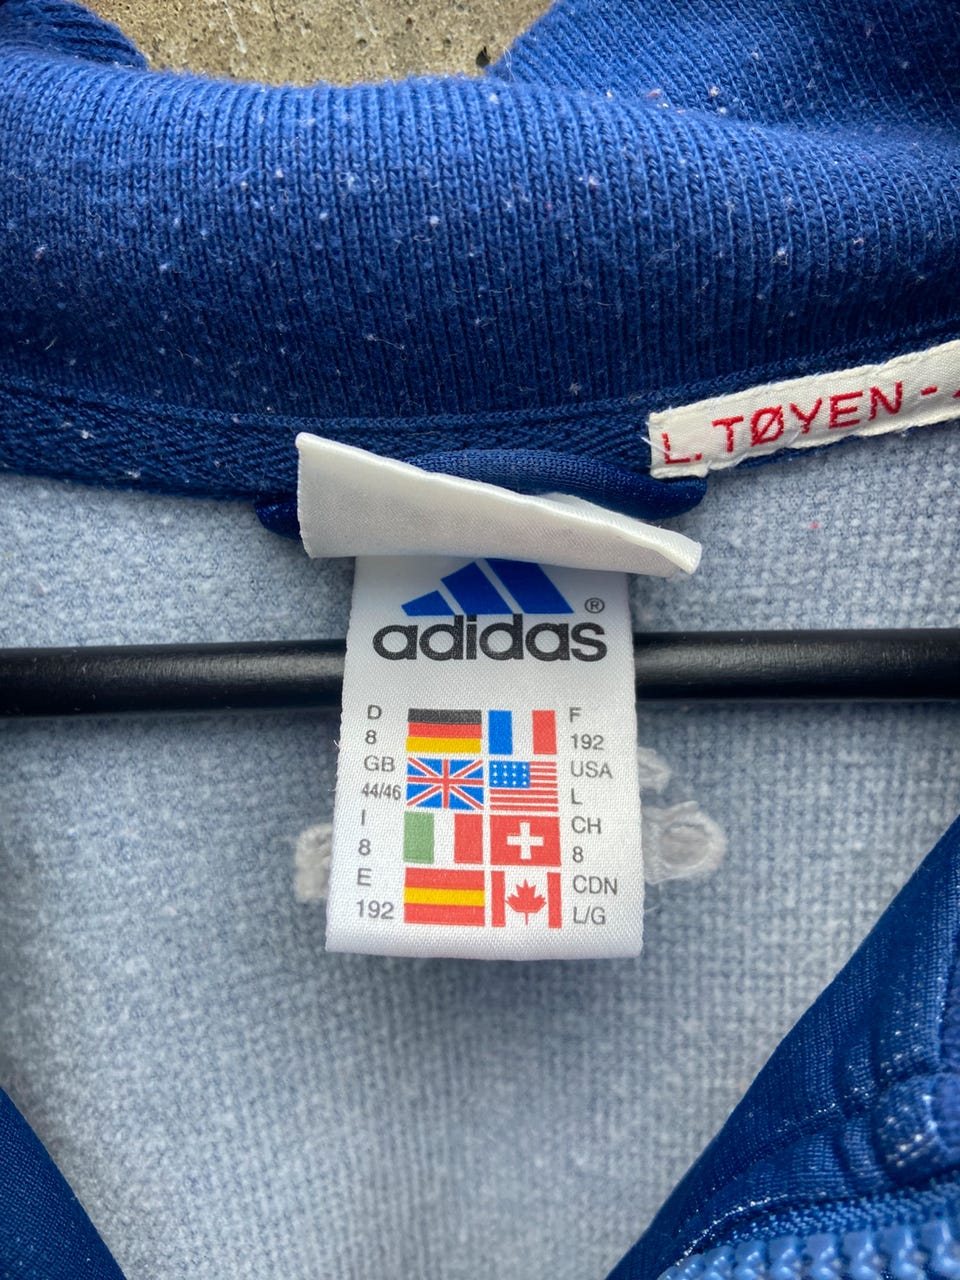 L. TØYEN -
®
adidas
D
8
GB
44/46
I
8
E
192
F
192
USA
L
CH
8
CDN
L/G